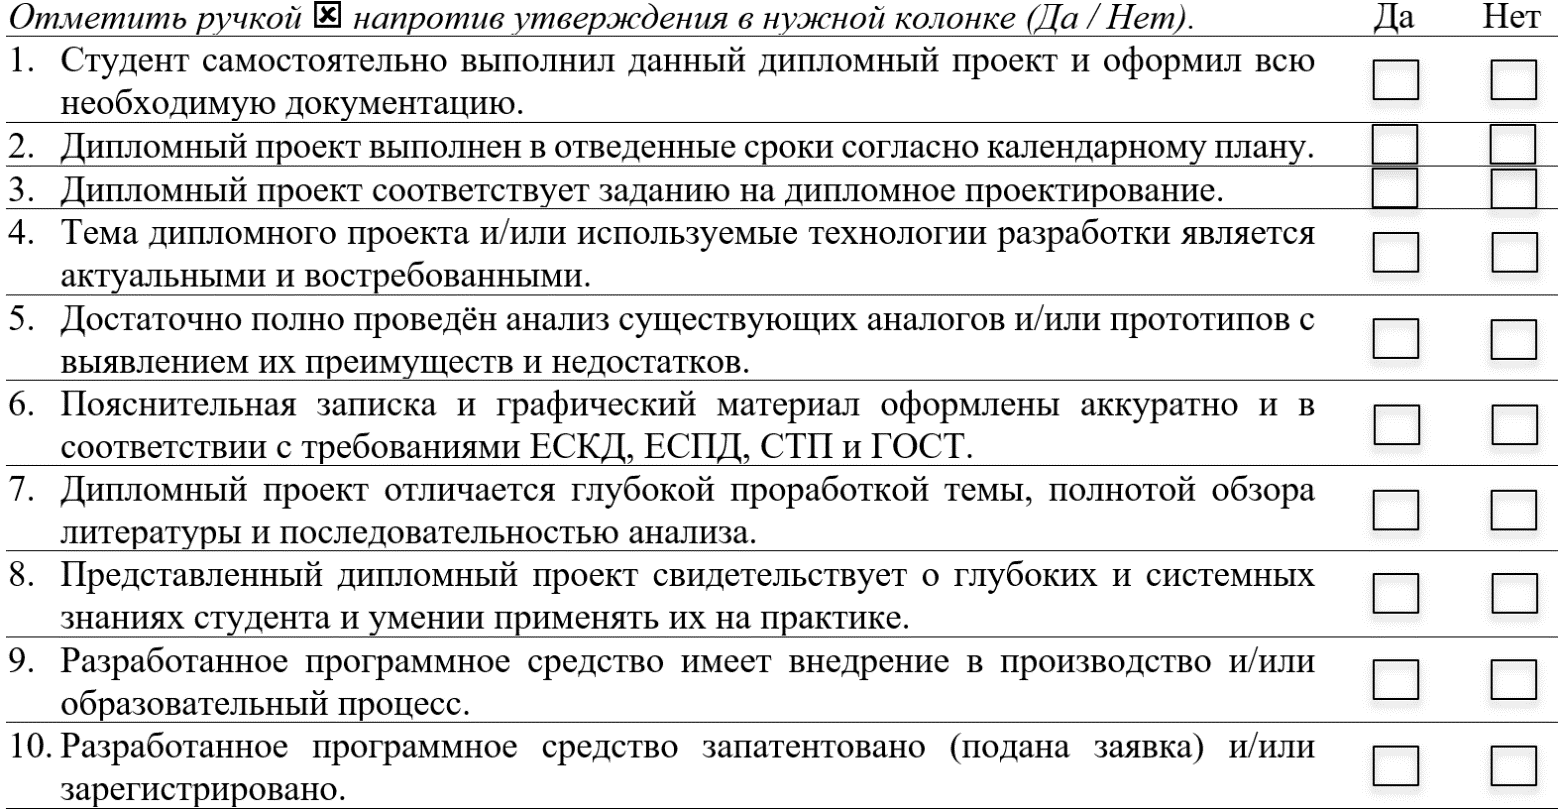 Отметить ручкой ☒ напротив утверждения в нужной колонке (Да / Нет). Да Нет
1. Студент самостоятельно выполнил данный дипломный проект и оформил всю
необходимую документацию.
2. Дипломный проект выполнен в отведенные сроки согласно календарному плану.
3. Дипломный проект соответствует заданию на дипломное проектирование.
4. Тема дипломного проекта и/или используемые технологии разработки является
актуальными и востребованными.
5. Достаточно полно проведён анализ существующих аналогов и/или прототипов с
выявлением их преимуществ и недостатков.
6. Пояснительная записка и графический материал оформлены аккуратно и в
соответствии с требованиями ЕСКД, ЕСПД, СТП и ГОСТ.
7. Дипломный проект отличается глубокой проработкой темы, полнотой обзора
литературы и последовательностью анализа.
8. Представленный дипломный проект свидетельствует о глубоких и системных
знаниях студента и умении применять их на практике.
9. Разработанное программное средство имеет внедрение в производство и/или
образовательный процесс.
10. Разработанное программное средство запатентовано (подана заявка) и/или
зарегистрировано.